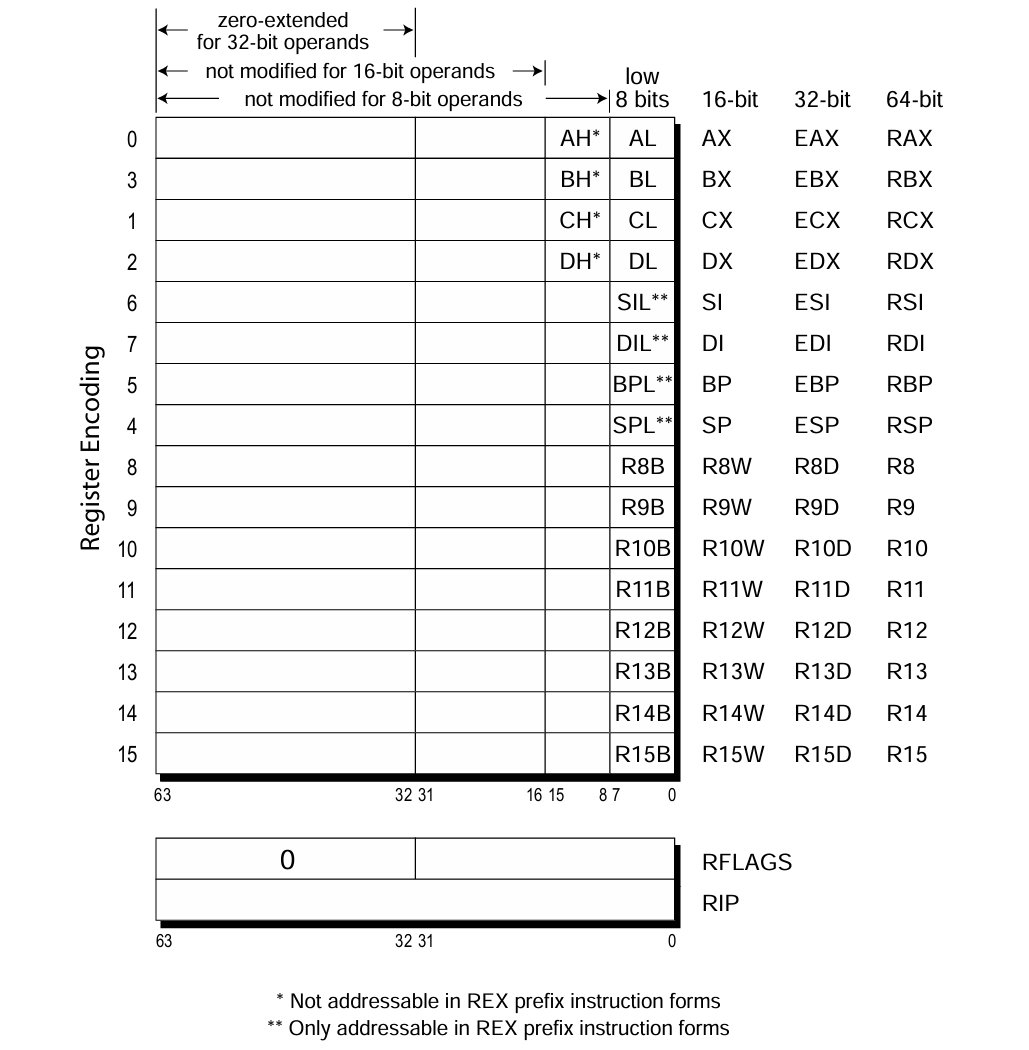 zero-extended
for 32-bit operands
not modified for 16-bit operands
low
not modified for 8-bit operands 8 bits 16-bit 32-bit 64-bit
0 AH* AL AX EAX RAX
3 BH* BL BX EBX RBX
1 CH* CL CX ECX RCX
2 DH* DL DX EDX RDX
6 SIL** SI ESI RSI
7 DIL** DI EDI RDI
5 BPL** BP EBP RBP
4 SPL** SP ESP RSP
8 R8B R8W R8D R8
9 R9B R9W R9D R9
10 R10B R10W R10D R10
11 R11B R11W R11D R11
12 R12B R12W R12D R12
13 R13B R13W R13D R13
14 R14B R14W R14D R14
15 R15B R15W R15D R15
Register Encoding
63 32 31 16 15 8 7 0
0 RFLAGS
RIP
63 32 31 0
* Not addressable in REX prefix instruction forms
** Only addressable in REX prefix instruction forms